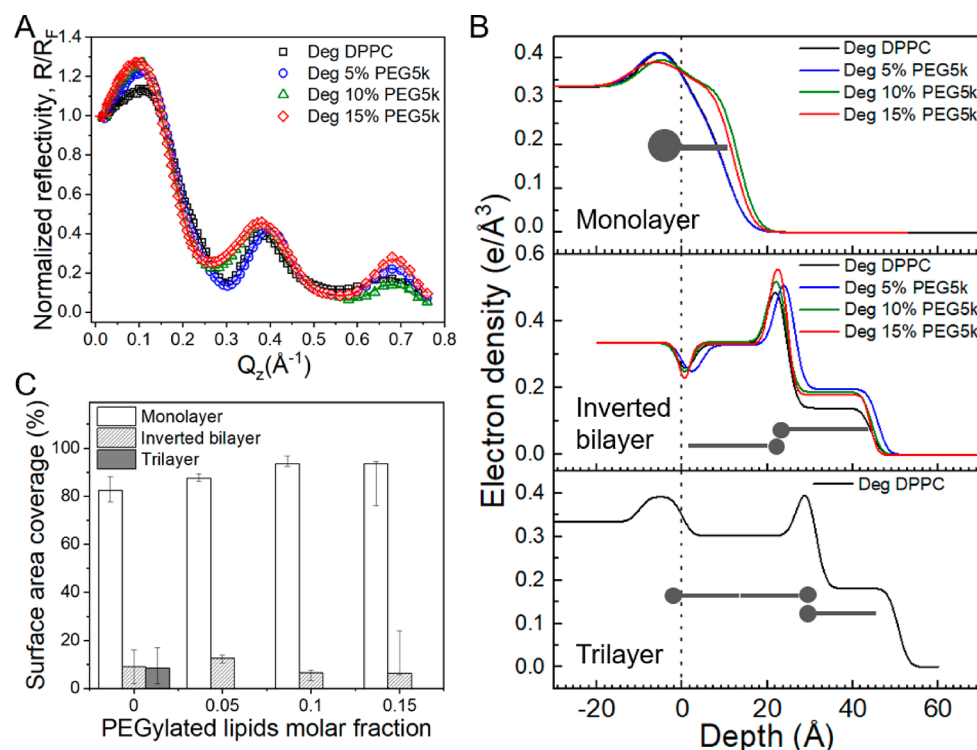 A
Normalized reflectivity, R/R_F
1.4
1.2
1.0
0.8
0.6
0.4
0.2
0.0
0.0 0.1 0.2 0.3 0.4 0.5 0.6 0.7 0.8
Q_z(Å⁻¹)
Deg DPPC
Deg 5% PEG5k
Deg 10% PEG5k
Deg 15% PEG5k
B
Electron density (e/Å³)
0.4
0.3
0.2
0.1
0.0
Deg DPPC
Deg 5% PEG5k
Deg 10% PEG5k
Deg 15% PEG5k
Monolayer
0.6
0.4
0.2
0.0
Deg DPPC
Deg 5% PEG5k
Deg 10% PEG5k
Deg 15% PEG5k
Inverted
bilayer
0.4
0.3
0.2
0.1
0.0
Deg DPPC
Trilayer
-20 0 20 40 60
Depth (Å)
C
Surface area coverage (%)
100
80
60
40
20
0
Monolayer
Inverted bilayer
Trilayer
0 0.05 0.1 0.15
PEGylated lipids molar fraction